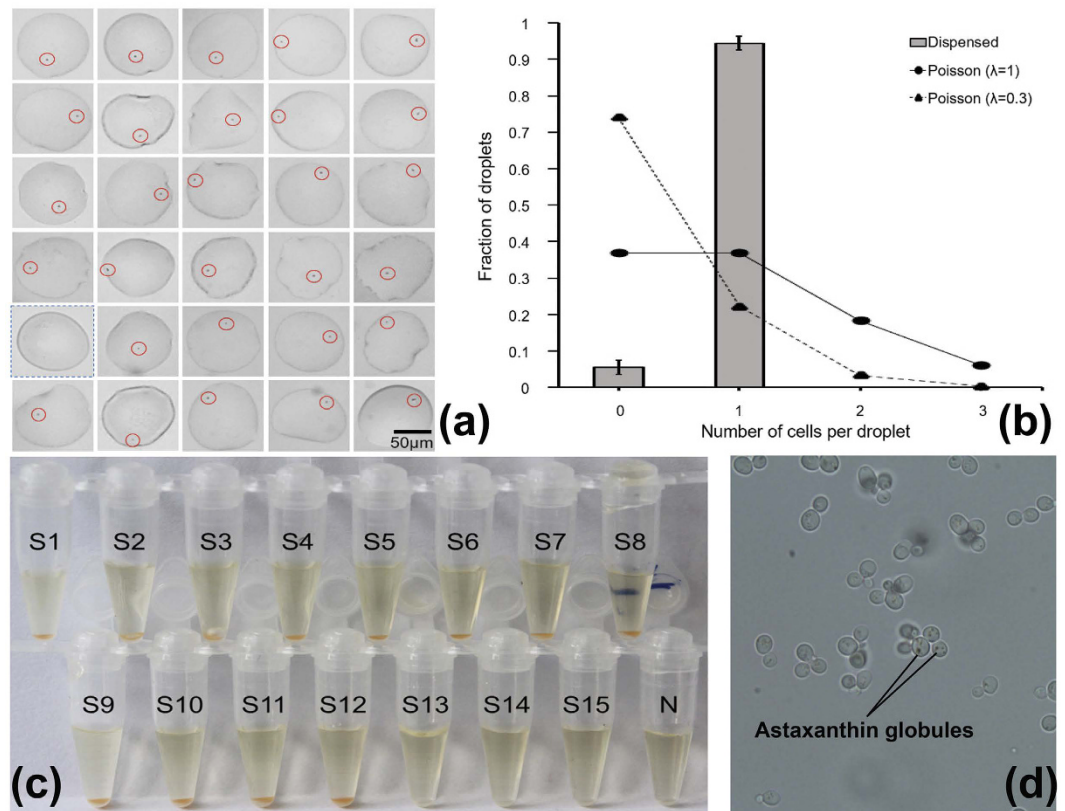 50μm
(a)
Fraction of droplets
1
0.9
0.8
0.7
0.6
0.5
0.4
0.3
0.2
0.1
0
0 1 2 3
Number of cells per droplet
Dispensed
Poisson (λ=1)
Poisson (λ=0.3)
(b)
S1 S2 S3 S4 S5 S6 S7 S8
S9 S10 S11 S12 S13 S14 S15 N
(c)
Astaxanthin globules
(d)